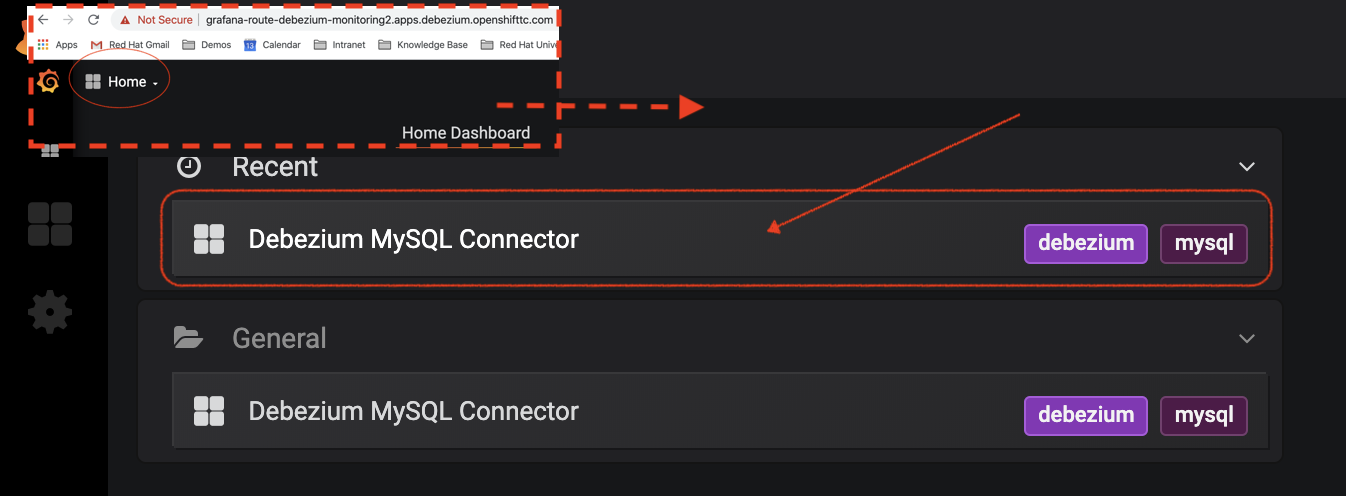 Not Secure | grafana-route-debezium-monitoring2.apps.debezium.openshifttc.com
Apps Red Hat Gmail Demos 13 Calendar Intranet Knowledge Base Red Hat Unive
Home
Home Dashboard
Recent
Debezium MySQL Connector debezium mysql
General
Debezium MySQL Connector debezium mysql